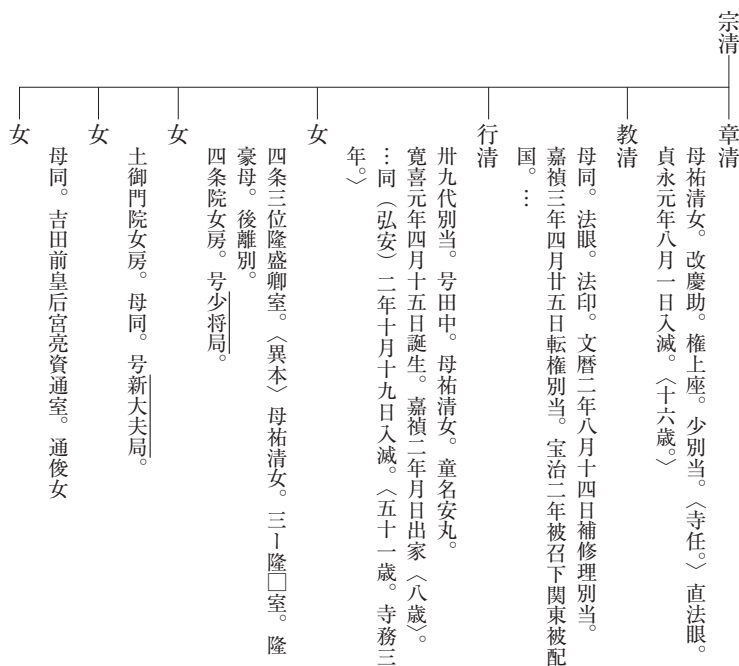 宗清
章清
母祐清女。改慶助。権上座。少別当。〈寺任。〉直法眼。
貞永元年八月一日入滅。〈十六歳。〉
教清
母同。法眼。法印。文暦二年八月十四日補修理別当。
嘉禎三年四月廿五日転権別当。宝治二年被召下関東被配
国。…
行清
卅九代別当。号田中。母祐清女。童名安丸。
寛喜元年四月十五日誕生。嘉禎二年月日出家〈八歳〉。
…同（弘安）二年十月十九日入滅。〈五十一歳。寺務三
年。〉
女
四条三位隆盛卿室。〈異本〉母祐清女。三ー隆□室。隆
豪母。後離別。
女
四条院女房。号少将局。
女
土御門院女房。母同。号新大夫局。
女
母同。吉田前皇后宮亮資通室。通俊女